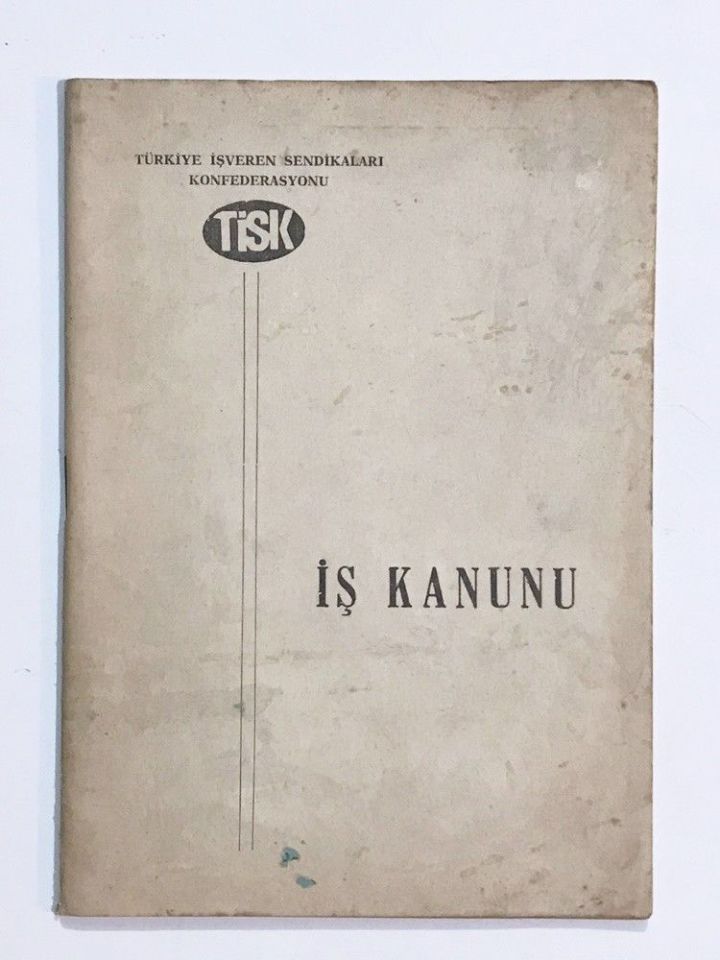 TÜRKİYE İŞVEREN SENDİKALARI
KONFEDERASYONU
TİSK
İŞ KANUNU